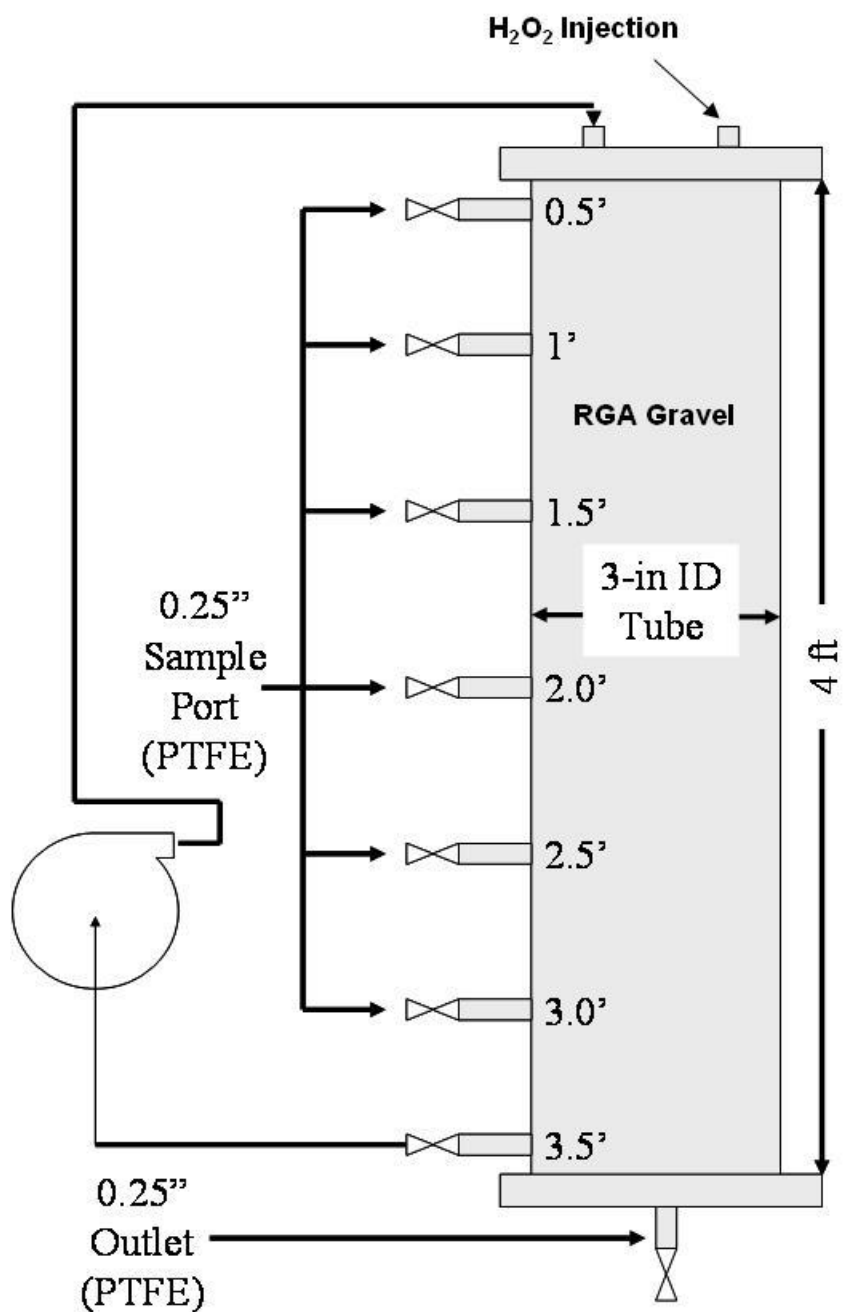 H₂O₂ Injection
0.5’
1’
RGA Gravel
1.5’
3-in ID
Tube
0.25”
Sample
Port
(PTFE)
2.0’
4 ft
2.5’
3.0’
3.5’
0.25”
Outlet
(PTFE)